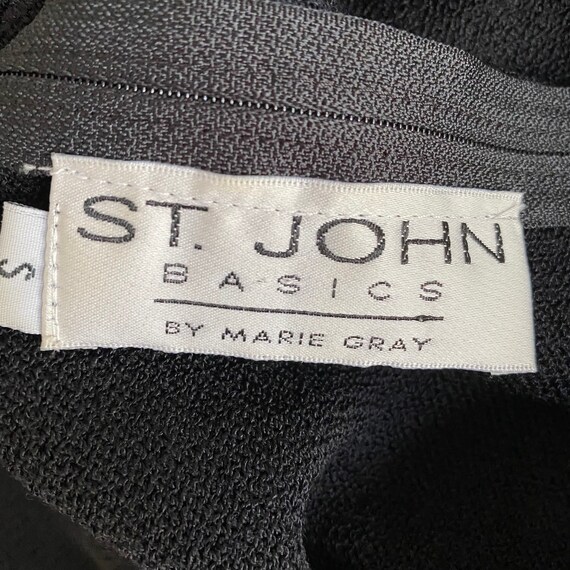 ST. JOHN
BASICS
BY MARIE GRAY
S